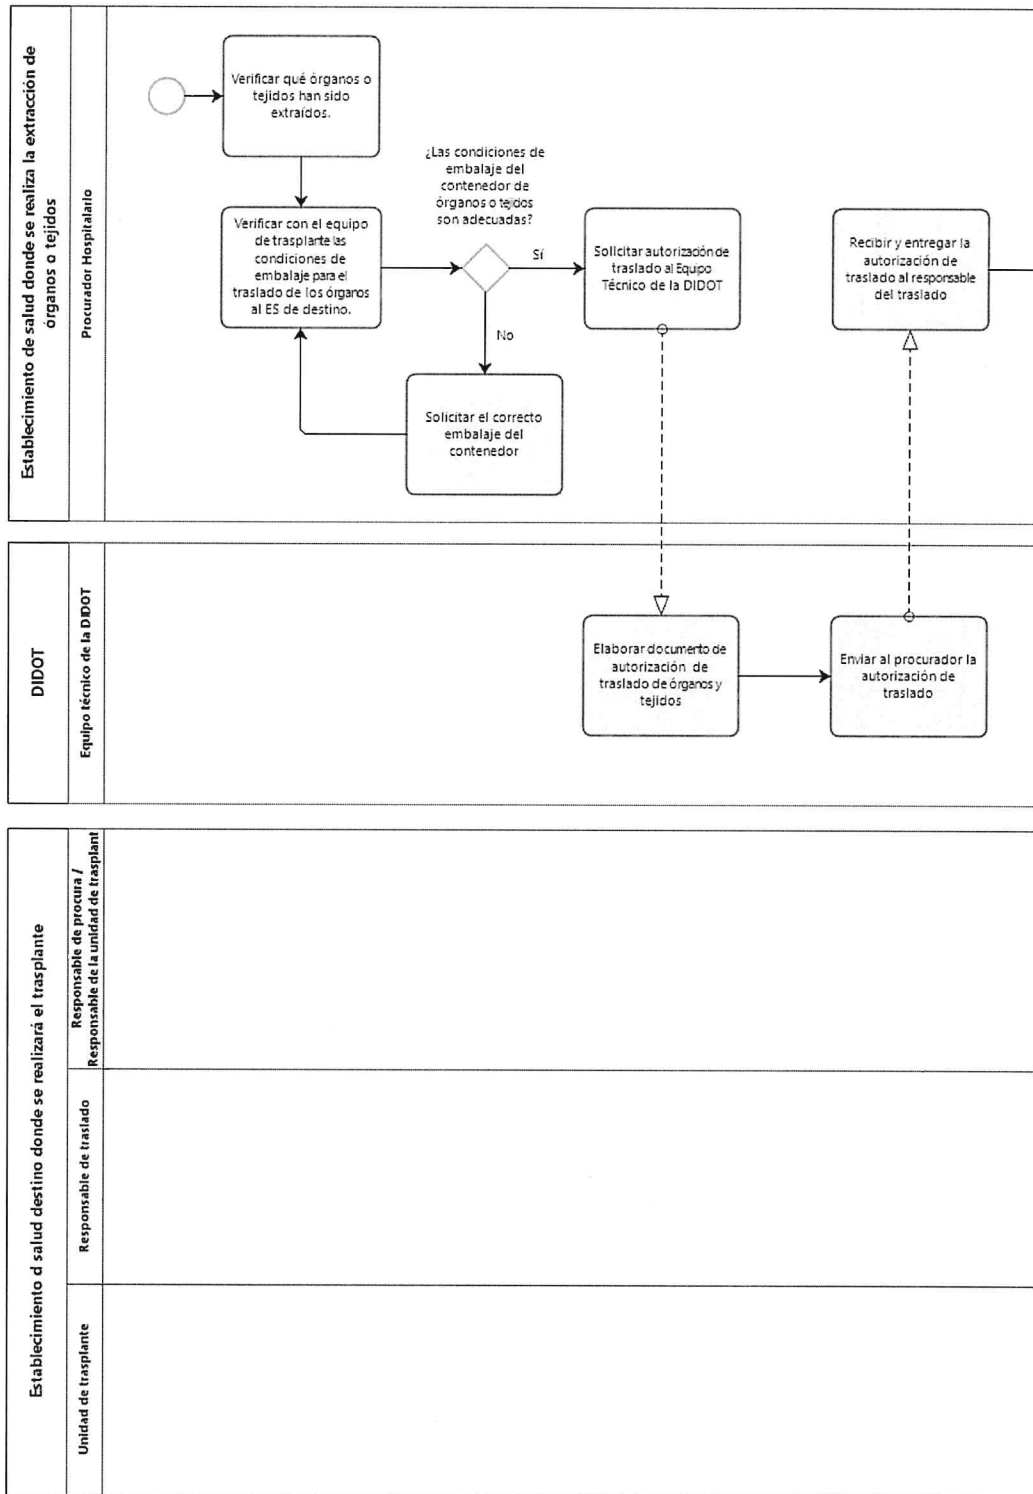 Establecimiento de salud donde se realiza la extracción de
órganos o tejidos
Procurador Hospitalario
Verificar qué órganos o
tejidos han sido
extraídos.
Verificar con el equipo
de trasplante las
condiciones de
embalaje para el
traslado de los órganos
al ES de destino.
¿Las condiciones de
embalaje del
contenedor de
órganos o tejidos
son adecuadas?
Sí
No
Solicitar el correcto
embalaje del
contenedor
Solicitar autorización de
traslado al Equipo
Técnico de la DIDOT
Recibir y entregar la
autorización de
traslado al responsable
del traslado
DIDOT
Equipo técnico de la DIDOT
Elaborar documento de
autorización de
traslado de órganos y
tejidos
Enviar al procurador la
autorización de
traslado
Establecimiento d salud destino donde se realizará el trasplante
Responsable de procura /
Responsable de la unidad de trasplant
Responsable de traslado
Unidad de trasplante